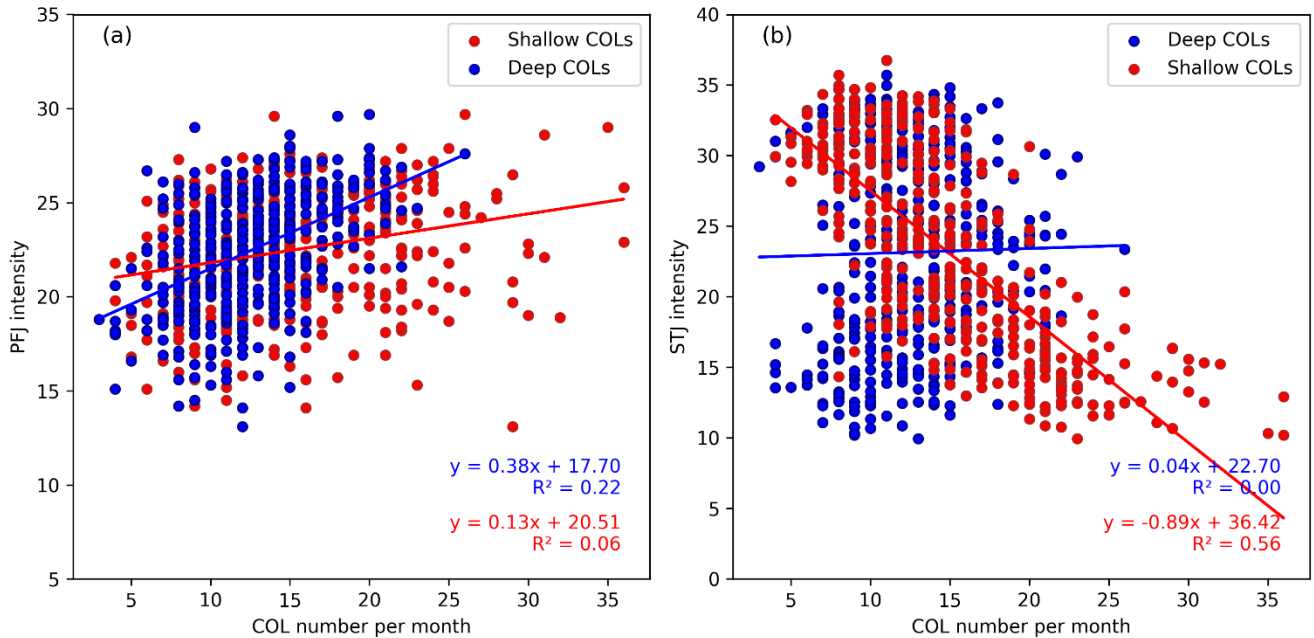 (a)
Shallow COLs
Deep COLs
35
30
25
20
15
10
5
PFJ intensity
y = 0.38x + 17.70
R² = 0.22
y = 0.13x + 20.51
R² = 0.06
5
10
15
20
25
30
35
COL number per month
(b)
Deep COLs
Shallow COLs
40
35
30
25
20
15
10
5
0
STJ intensity
y = 0.04x + 22.70
R² = 0.00
y = -0.89x + 36.42
R² = 0.56
5
10
15
20
25
30
35
COL number per month